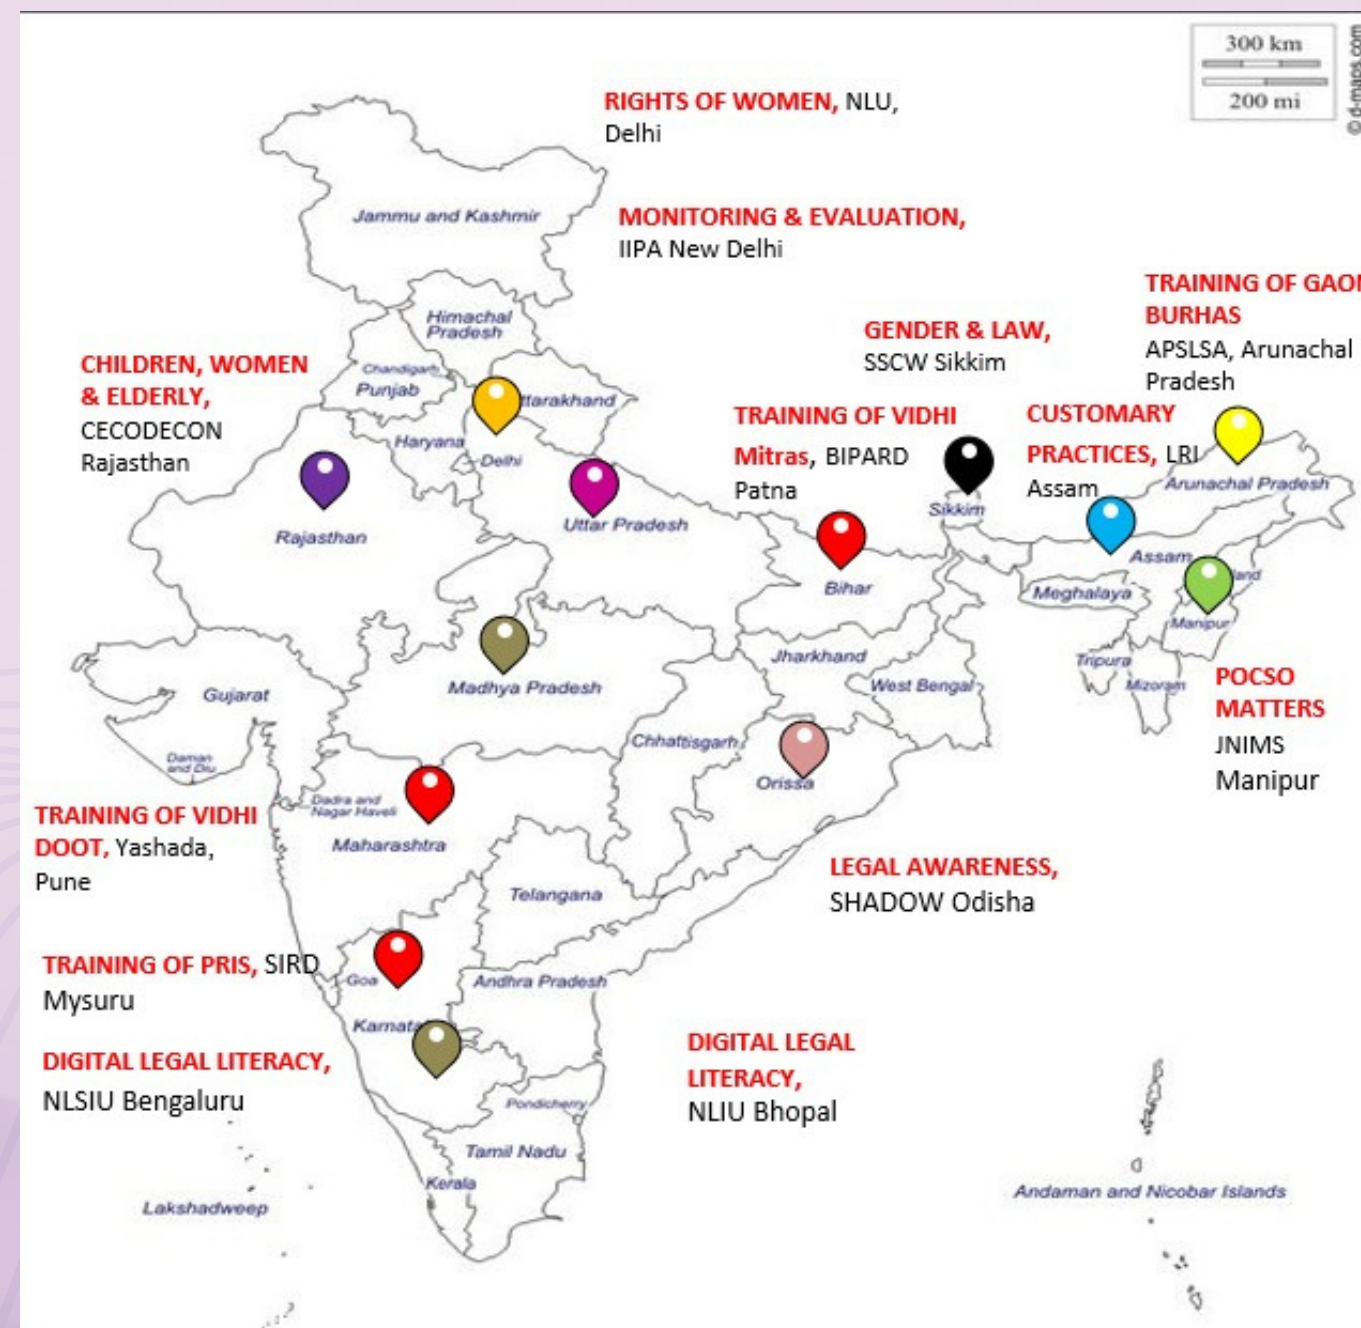 300 km
200 mi
© d-maps.com
RIGHTS OF WOMEN, NLU,
Delhi
Jammu and Kashmir
MONITORING & EVALUATION,
IIPA New Delhi
TRAINING OF GAON
BURHAS
APSLSA, Arunachal
Pradesh
Himachal
Pradesh
GENDER & LAW,
SSCW Sikkim
CHILDREN, WOMEN
& ELDERLY,
CECODECON
Rajasthan
Chandigarh
Punjab
ttarakhand
TRAINING OF VIDHI
Mitras, BIPARD
Patna
CUSTOMARY
PRACTICES, LRI
Assam
Haryana
Delhi
Arunachal Pradesh
Sikkim
Uttar Pradesh
Rajasthan
Assam
land
Bihar
Meghalaya
Manipur
Jharkhand
Tripura
Mizoram
West Bengal
Madhya Pradesh
Gujarat
POCSO
MATTERS
JNIMS
Manipur
Chhattisgarh
Daman
and Diu
Orissa
Dadra and
Nagar Haveli
Maharashtra
TRAINING OF VIDHI
DOOT, Yashada,
Pune
LEGAL AWARENESS,
SHADOW Odisha
Telangana
TRAINING OF PRIS, SIRD
Mysuru
Goa
Andhra Pradesh
Karnata
DIGITAL LEGAL LITERACY,
NLSIU Bengaluru
DIGITAL LEGAL
LITERACY,
NLIU Bhopal
Pondicherry
Tamil Nadu
Kerala
Lakshadweep
Andaman and Nicobar Islands